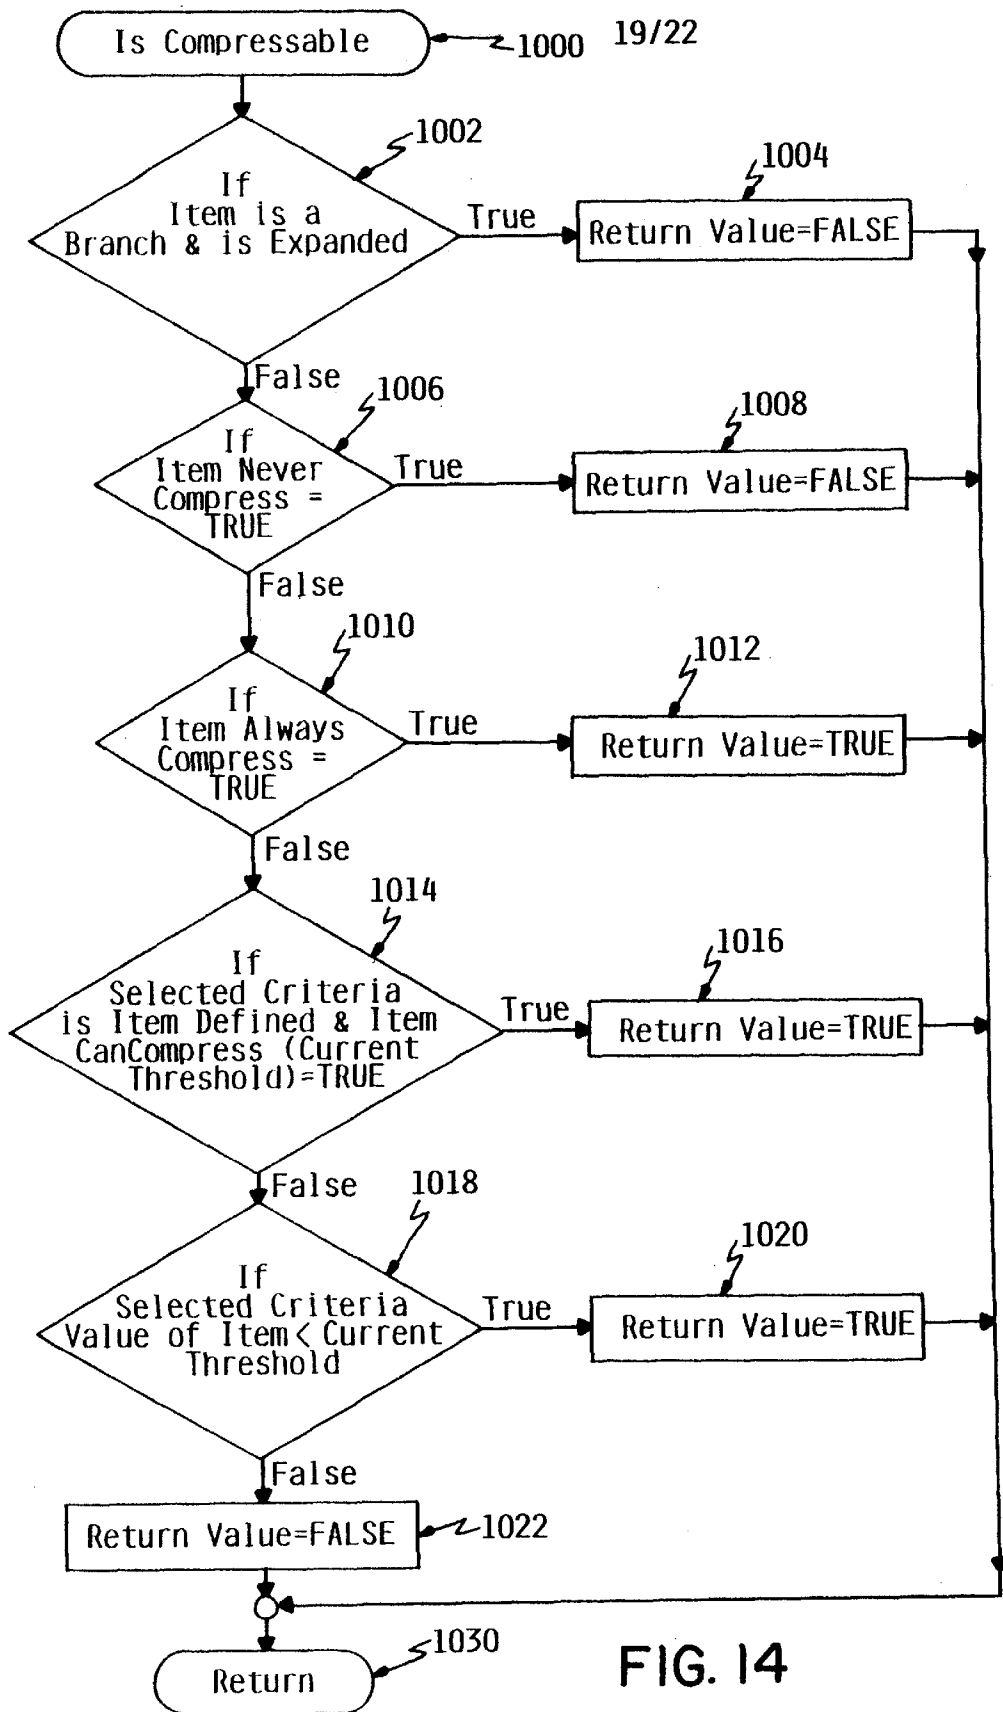 Is Compressable
1000
19/22
1002
If
Item is a
Branch & is Expanded
True
1004
Return Value=FALSE
False
1006
If
Item Never
Compress =
TRUE
True
1008
Return Value=FALSE
False
1010
If
Item Always
Compress =
TRUE
True
1012
Return Value=TRUE
False
1014
If
Selected Criteria
is Item Defined & Item
CanCompress (Current
Threshold)=TRUE
True
1016
Return Value=TRUE
False
1018
If
Selected Criteria
Value of Item < Current
Threshold
True
1020
Return Value=TRUE
False
Return Value=FALSE
1022
1030
Return
FIG. 14